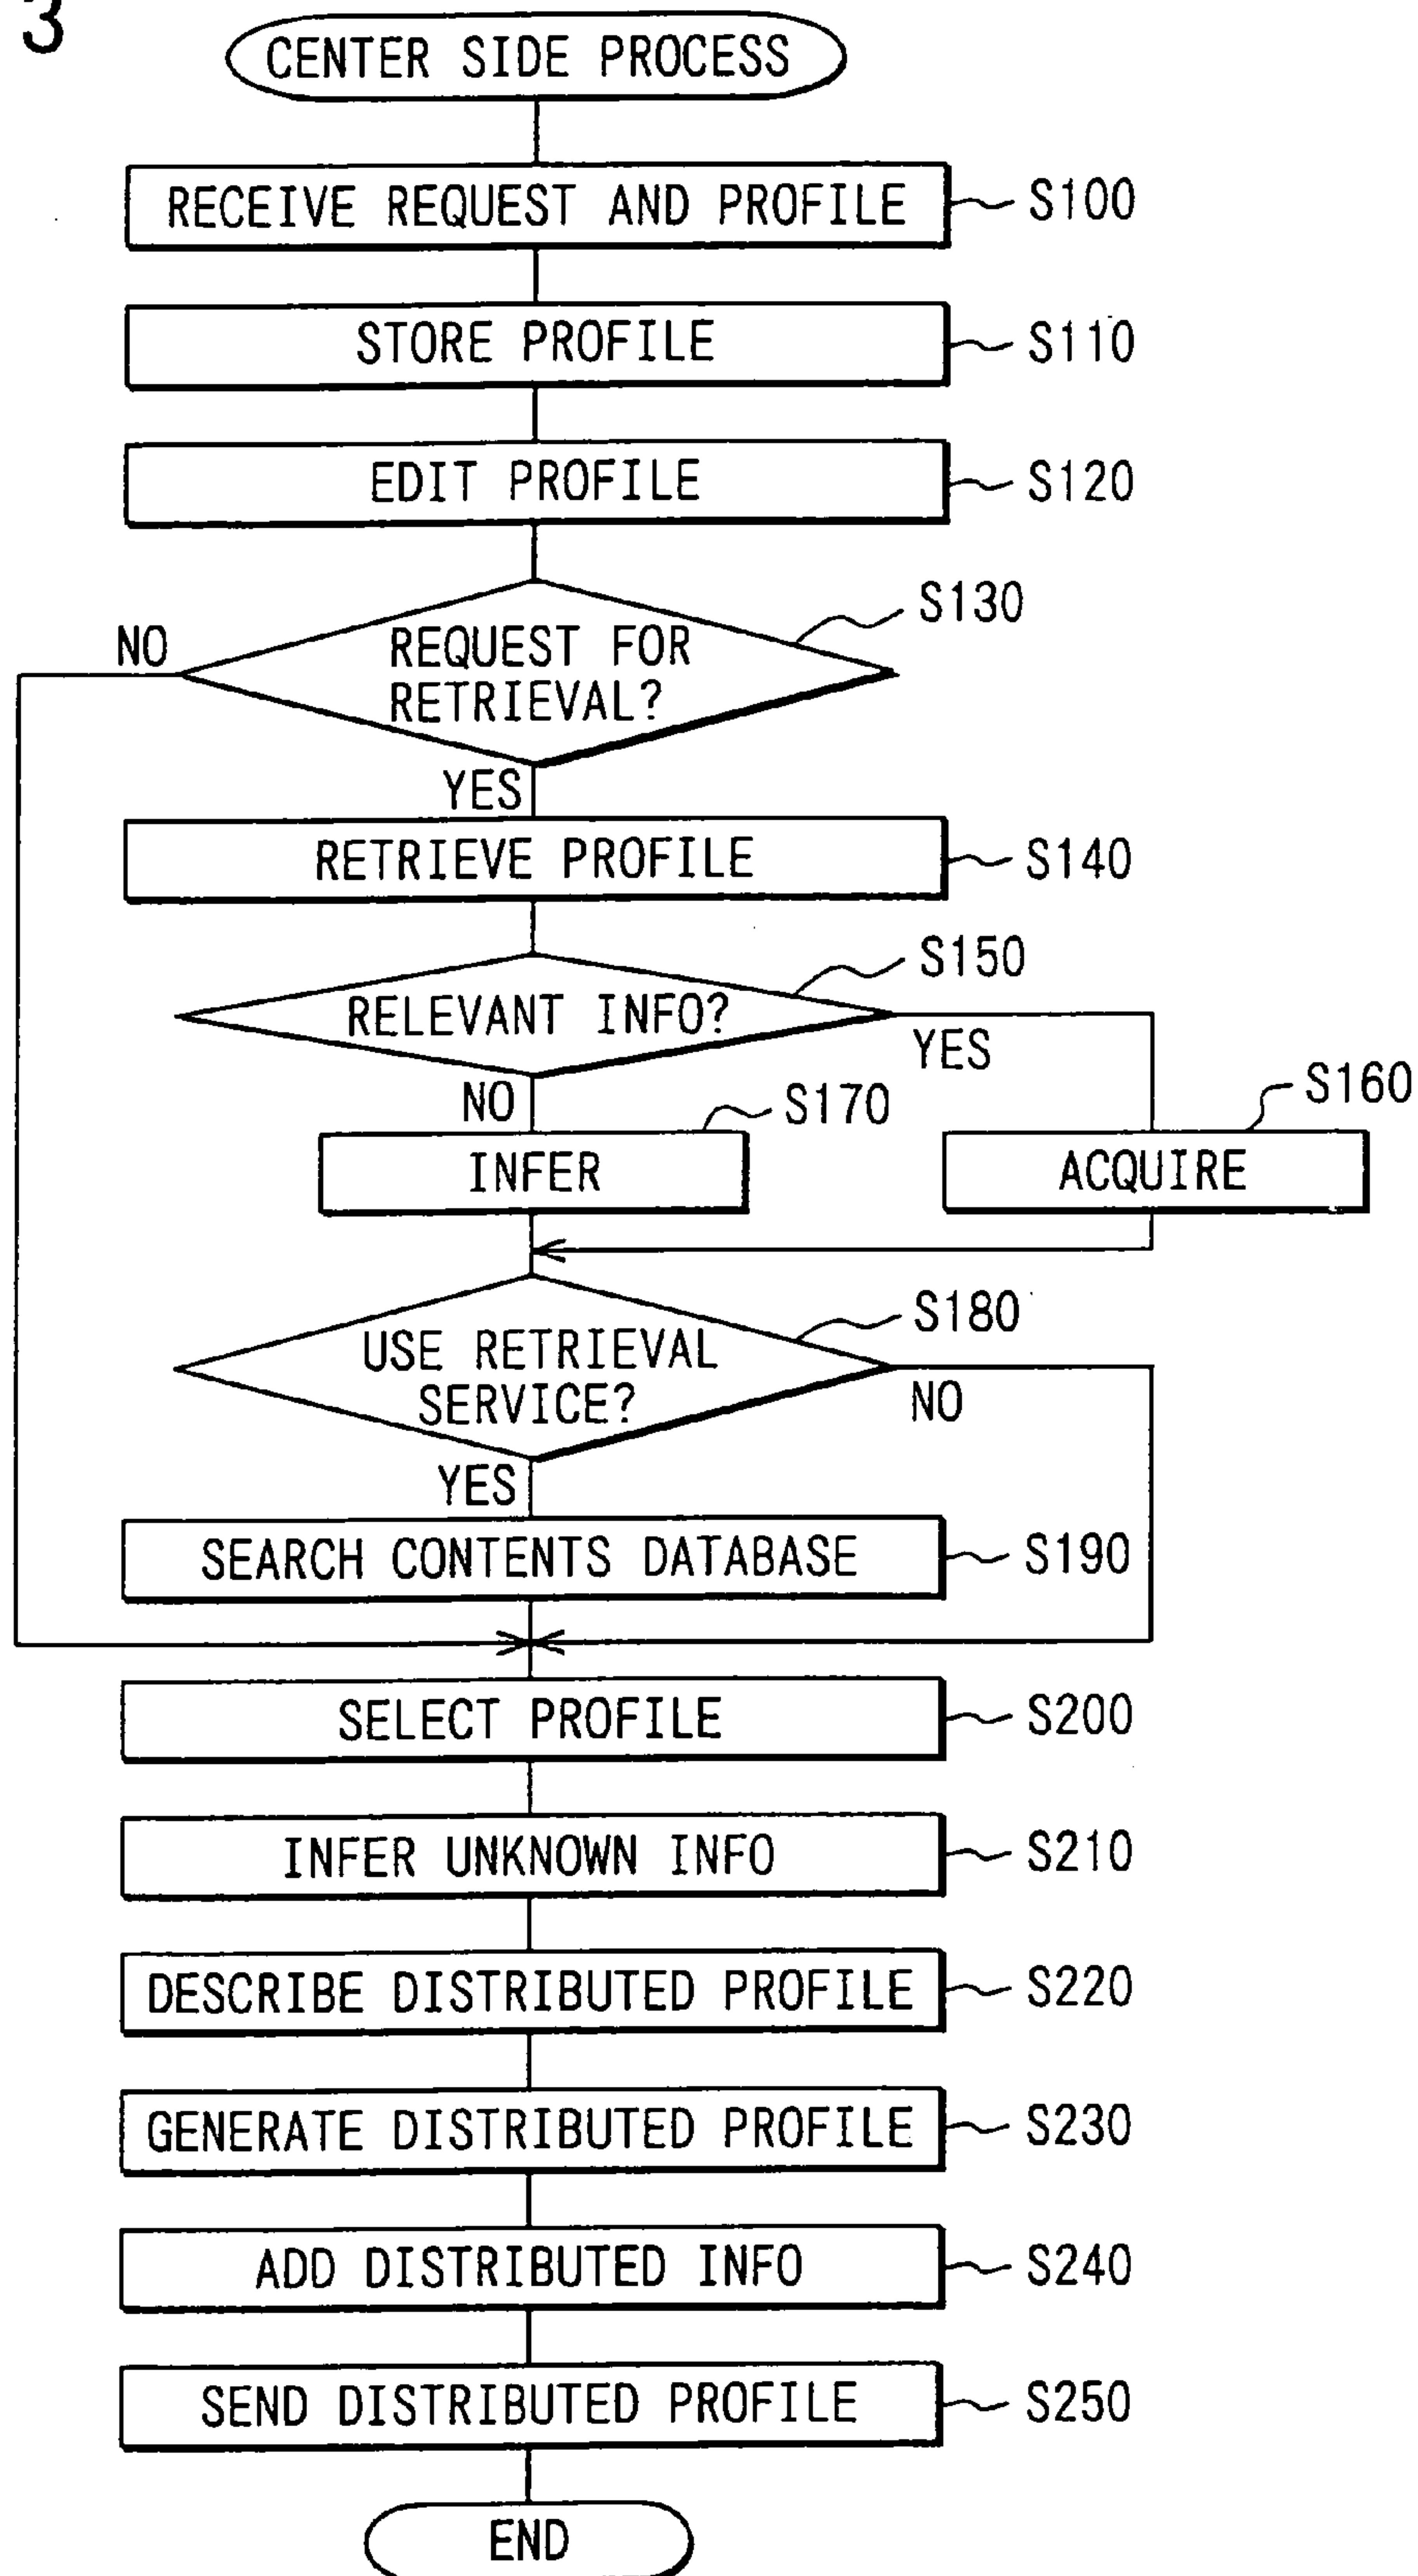 3
CENTER SIDE PROCESS
RECEIVE REQUEST AND PROFILE
S100
STORE PROFILE
S110
EDIT PROFILE
S120
S130
NO
REQUEST FOR
RETRIEVAL?
YES
RETRIEVE PROFILE
S140
S150
RELEVANT INFO?
YES
NO
S170
S160
INFER
ACQUIRE
S180
USE RETRIEVAL
SERVICE?
NO
YES
SEARCH CONTENTS DATABASE
S190
SELECT PROFILE
S200
INFER UNKNOWN INFO
S210
DESCRIBE DISTRIBUTED PROFILE
S220
GENERATE DISTRIBUTED PROFILE
S230
ADD DISTRIBUTED INFO
S240
SEND DISTRIBUTED PROFILE
S250
END